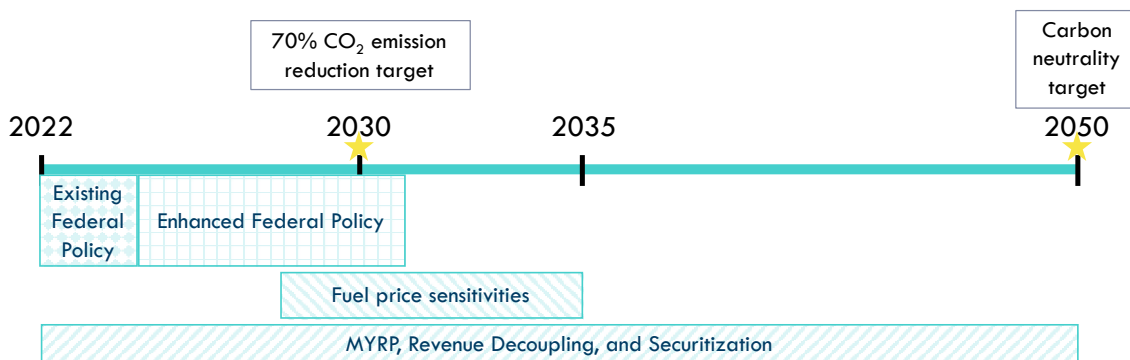 70% CO₂ emission
reduction target
Carbon
neutrality
target
2022
2030
2035
2050
Existing
Federal
Policy
Enhanced Federal Policy
Fuel price sensitivities
MYRP, Revenue Decoupling, and Securitization